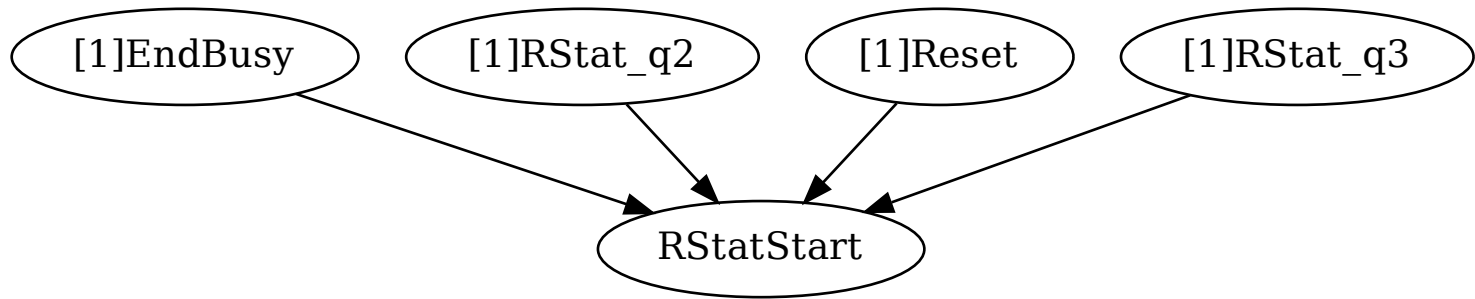 [1]EndBusy
[1]RStat_q2
[1]Reset
[1]RStat_q3
RStatStart